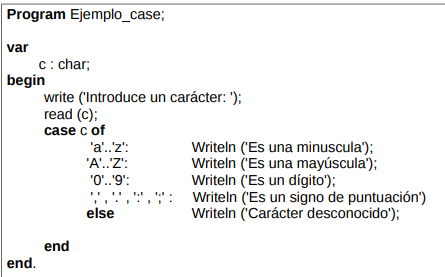 Program Ejemplo_case;
var
c : char;
begin
write ('Introduce un carácter: ');
read (c);
case c of
'a'..'z': Writeln ('Es una minuscula');
'A'..'Z': Writeln ('Es una mayúscula');
'0'..'9': Writeln ('Es un dígito');
',' , '.' , ':' , ';' : Writeln ('Es un signo de puntuación')
else Writeln ('Carácter desconocido');
end
end.